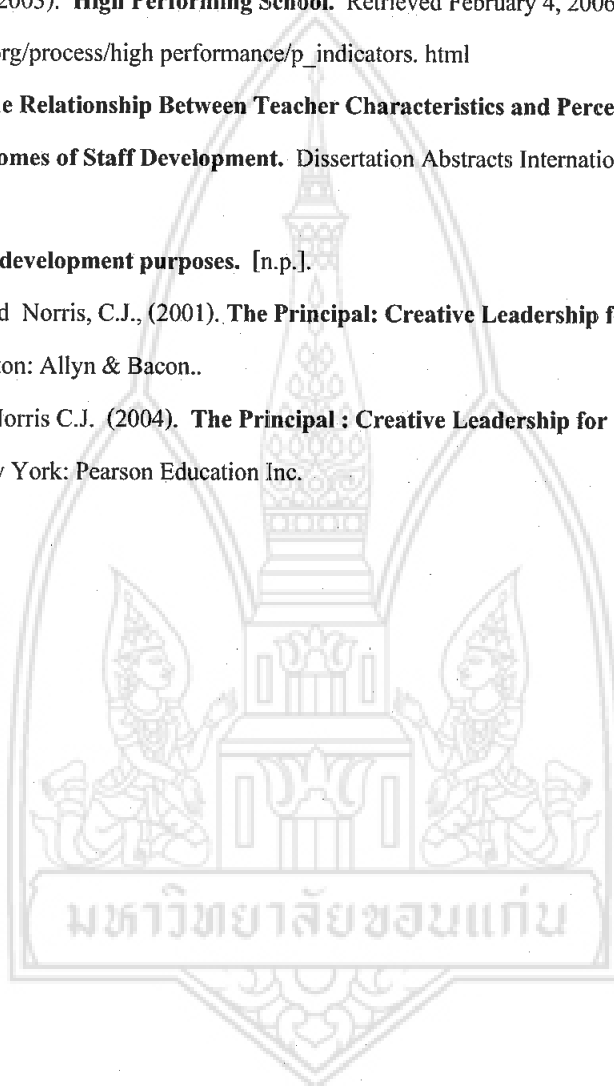 2003). High Performing School. Retrieved February 4, 2006
org/process/high performance/p_indicators. html
e Relationship Between Teacher Characteristics and Perce
omes of Staff Development. Dissertation Abstracts Internatio
development purposes. [n.p.].
d Norris, C.J., (2001). The Principal: Creative Leadership f
on: Allyn & Bacon..
Norris C.J. (2004). The Principal : Creative Leadership for
York: Pearson Education Inc.
มหาวิทยาลัยขอนแก่น